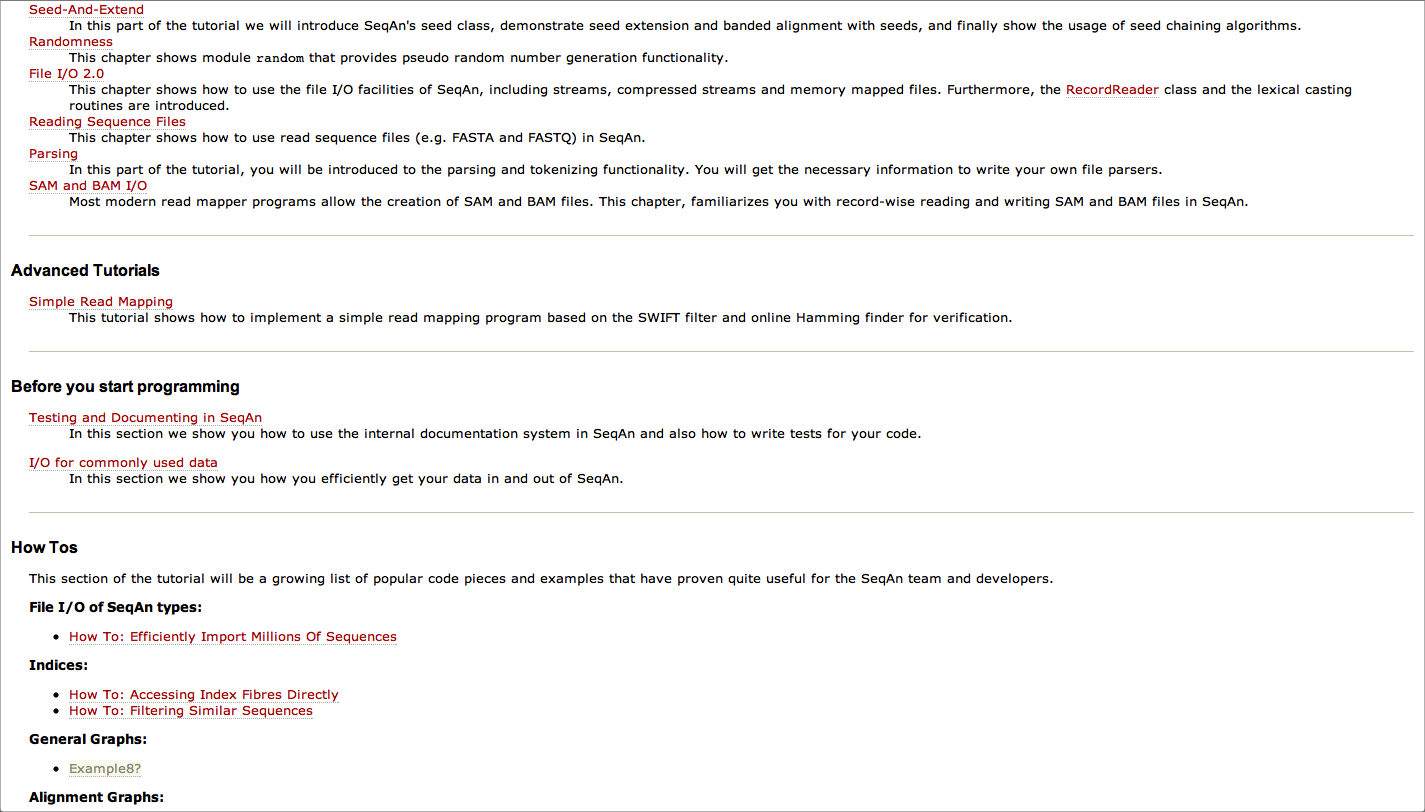 Seed-And-Extend
In this part of the tutorial we will introduce SeqAn's seed class, demonstrate seed extension and banded alignment with seeds, and finally show the usage of seed chaining algorithms.
Randomness
This chapter shows module random that provides pseudo random number generation functionality.
File I/O 2.0
This chapter shows how to use the file I/O facilities of SeqAn, including streams, compressed streams and memory mapped files. Furthermore, the RecordReader class and the lexical casting
routines are introduced.
Reading Sequence Files
This chapter shows how to use read sequence files (e.g. FASTA and FASTQ) in SeqAn.
Parsing
In this part of the tutorial, you will be introduced to the parsing and tokenizing functionality. You will get the necessary information to write your own file parsers.
SAM and BAM I/O
Most modern read mapper programs allow the creation of SAM and BAM files. This chapter, familiarizes you with record-wise reading and writing SAM and BAM files in SeqAn.
Advanced Tutorials
Simple Read Mapping
This tutorial shows how to implement a simple read mapping program based on the SWIFT filter and online Hamming finder for verification.
Before you start programming
Testing and Documenting in SeqAn
In this section we show you how to use the internal documentation system in SeqAn and also how to write tests for your code.
I/O for commonly used data
In this section we show you how you efficiently get your data in and out of SeqAn.
How Tos
This section of the tutorial will be a growing list of popular code pieces and examples that have proven quite useful for the SeqAn team and developers.
File I/O of SeqAn types:
• How To: Efficiently Import Millions Of Sequences
Indices:
• How To: Accessing Index Fibres Directly
• How To: Filtering Similar Sequences
General Graphs:
• Example8?
Alignment Graphs: